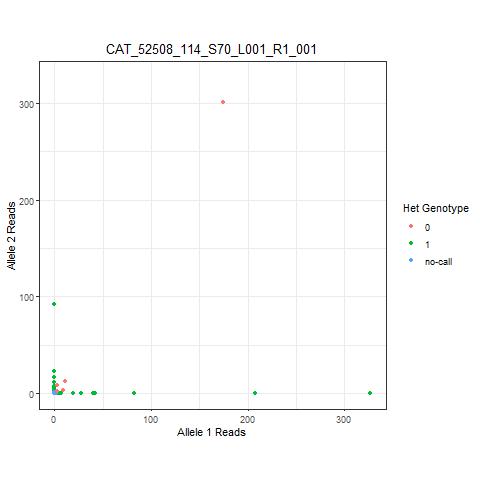 CAT_52508_114_S70_L001_R1_001
Allele 2 Reads
300
200
100
0
0 100 200 300
Allele 1 Reads
Het Genotype
0
1
no-call